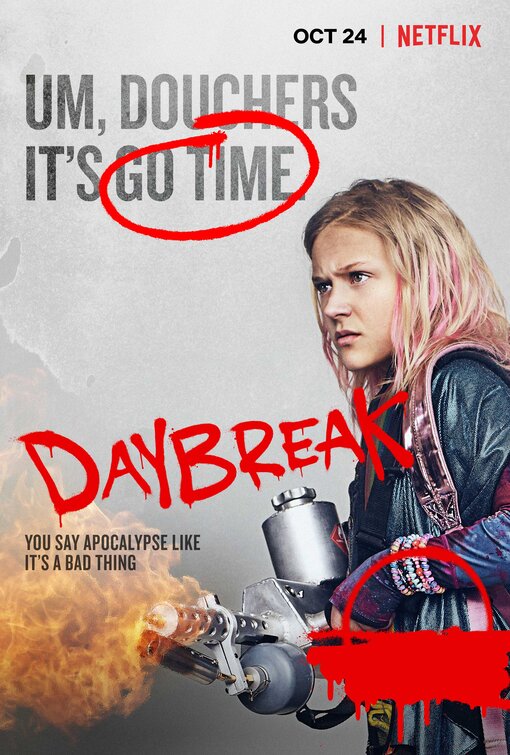 OCT 24 | NETFLIX
UM, DOUCHERS
IT'S GO TIME.
DAYBREAK
YOU SAY APOCALYPSE LIKE
IT'S A BAD THING